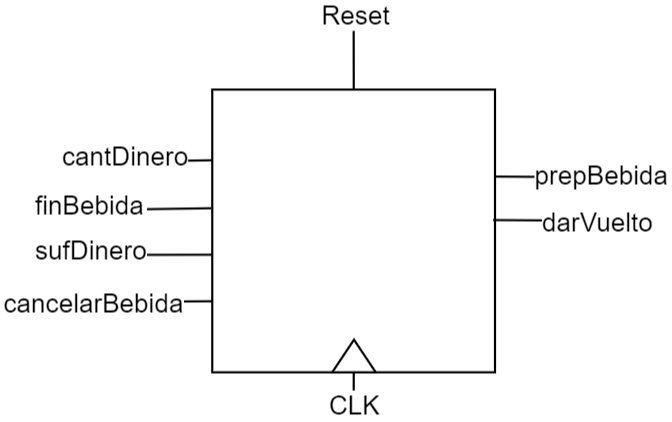 Reset
cantDinero
finBebida
sufDinero
cancelarBebida
prepBebida
darVuelto
CLK